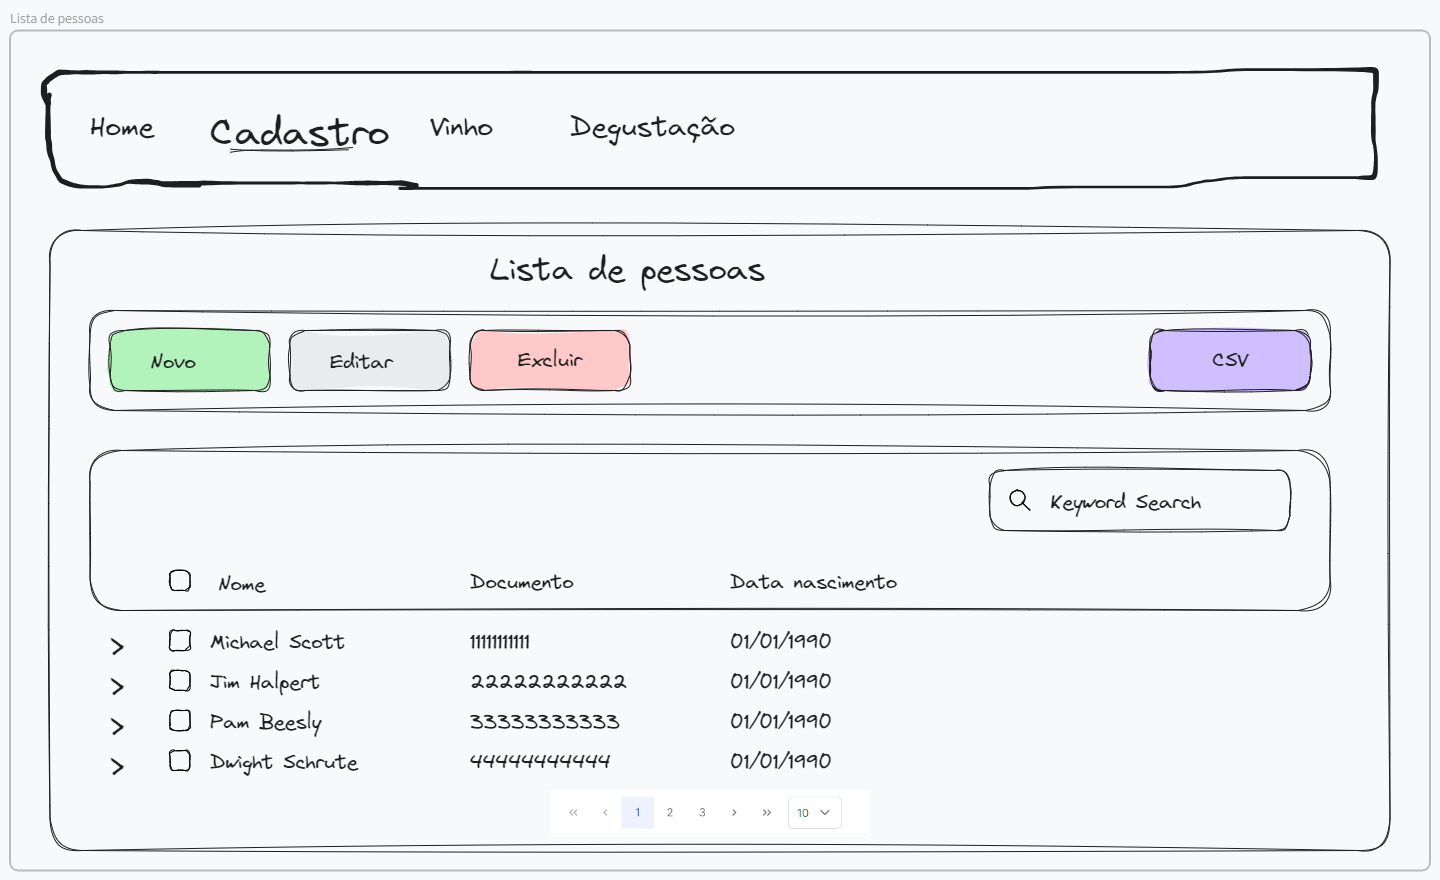 Lista de pessoas
Home Cadastro Vinho Degustação
Lista de pessoas
Novo Editar Excluir CSV
Keyword Search
Nome Documento Data nascimento
Michael Scott 11111111111 01/01/1990
Jim Halpert 22222222222 01/01/1990
Pam Beesly 33333333333 01/01/1990
Dwight Schrute 44444444444 01/01/1990
« ‹ 1 2 3 › » 10